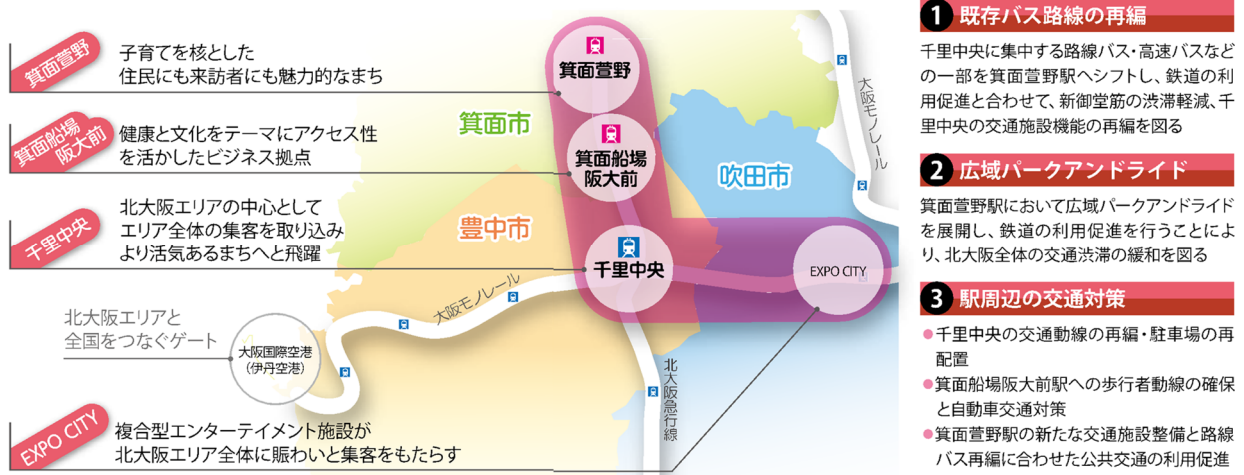 箕面萱野
子育てを核とした
住民にも来訪者にも魅力的なまち
箕面船場
阪大前
健康と文化をテーマにアクセス性
を活かしたビジネス拠点
千里中央
北大阪エリアの中心として
エリア全体の集客を取り込み
より活気あるまちへと飛躍
北大阪エリアと
全国をつなぐゲート
大阪国際空港
（伊丹空港）
EXPO CITY
複合型エンターテイメント施設が
北大阪エリア全体に賑わいと集客をもたらす
箕面萱野
箕面市
箕面船場
阪大前
吹田市
豊中市
千里中央
EXPO CITY
大阪モノレール
大阪モノレール
北大阪急行線
1 既存バス路線の再編
千里中央に集中する路線バス・高速バスなど
の一部を箕面萱野駅へシフトし、鉄道の利
用促進と合わせて、新御堂筋の渋滞軽減、千
里中央の交通施設機能の再編を図る
2 広域パークアンドライド
箕面萱野駅において広域パークアンドライド
を展開し、鉄道の利用促進を行うことによ
り、北大阪全体の交通渋滞の緩和を図る
3 駅周辺の交通対策
●千里中央の交通動線の再編・駐車場の再
配置
●箕面船場阪大前駅への歩行者動線の確保
と自動車交通対策
●箕面萱野駅の新たな交通施設整備と路線
バス再編に合わせた公共交通の利用促進